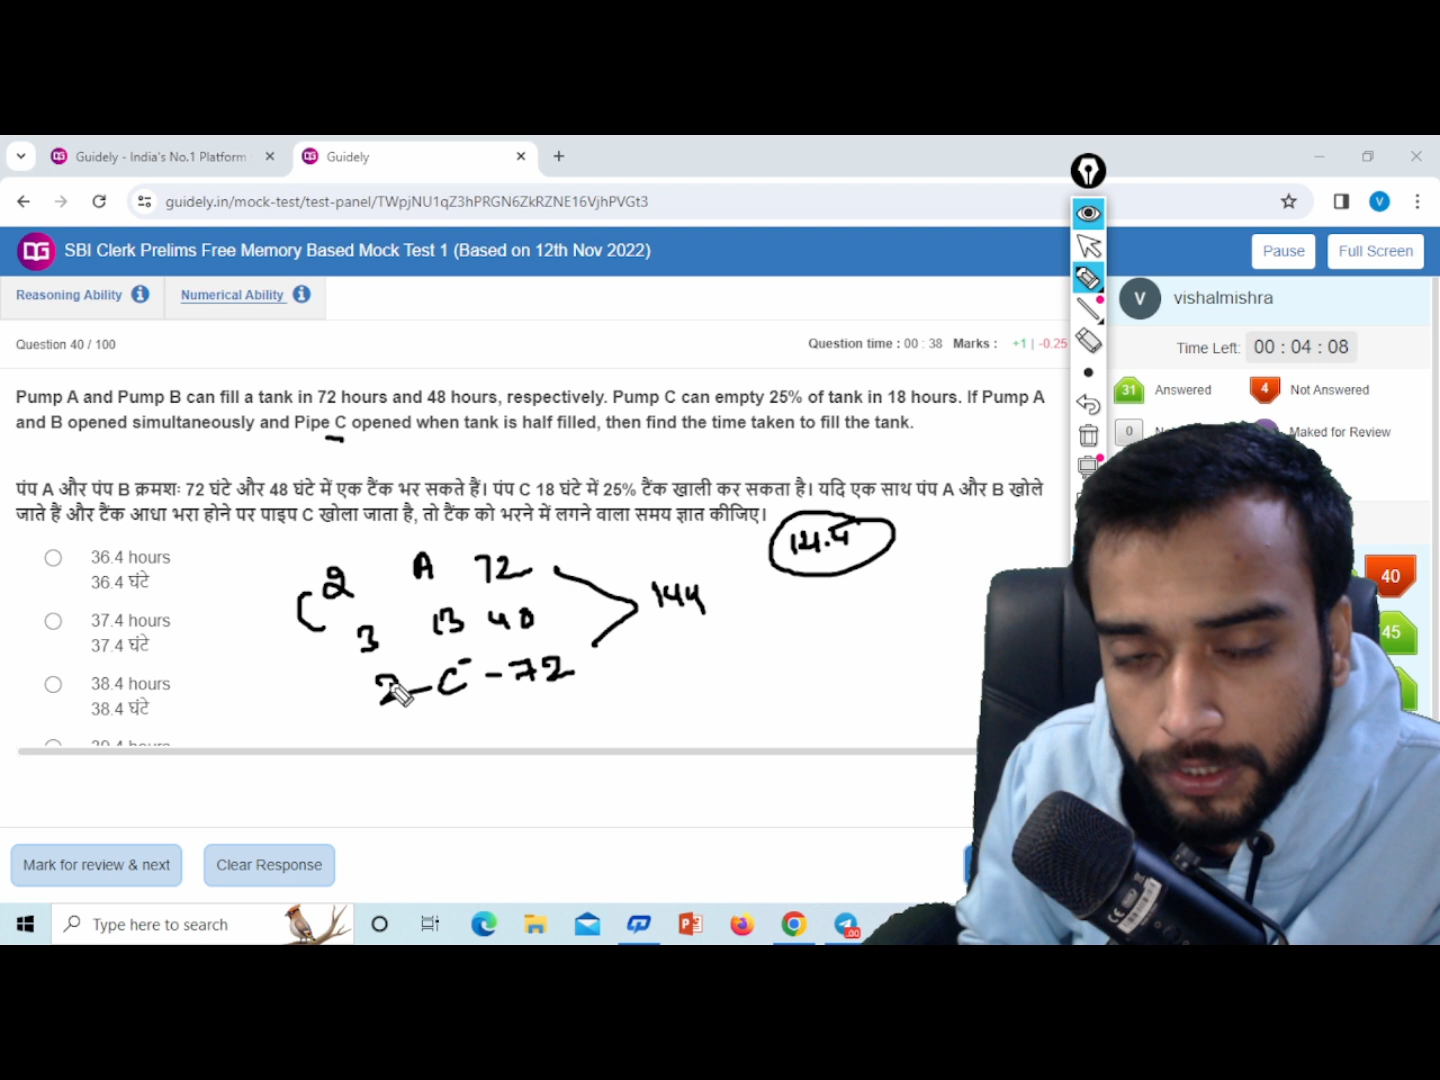 Guidely - India's No.1 Platform
Guidely
guidely.in/mock-test/test-panel/TWpjNU1qZ3hPRGN6ZkRZNE16VjhPVGt3
V
DG SBI Clerk Prelims Free Memory Based Mock Test 1 (Based on 12th Nov 2022)
Pause
Full Screen
Reasoning Ability i
Numerical Ability i
V vishalmishra
Question 40 / 100
Question time : 00 : 38 Marks : +1 | -0.25
Time Left: 00 : 04 : 08
31 Answered
4 Not Answered
0
Maked for Review
Pump A and Pump B can fill a tank in 72 hours and 48 hours, respectively. Pump C can empty 25% of tank in 18 hours. If Pump A
and B opened simultaneously and Pipe C opened when tank is half filled, then find the time taken to fill the tank.
पंप A और पंप B क्रमशः 72 घंटे और 48 घंटे में एक टैंक भर सकते हैं। पंप C 18 घंटे में 25% टैंक खाली कर सकता है। यदि एक साथ पंप A और B खोले
जाते हैं और टैंक आधा भरा होने पर पाइप C खोला जाता है, तो टैंक को भरने में लगने वाला समय ज्ञात कीजिए।
14.4
36.4 hours
36.4 घंटे
37.4 hours
37.4 घंटे
38.4 hours
38.4 घंटे
39.4 hours
2 A 72
144
3 B 48
2 - C - 72
40
45
Mark for review & next
Clear Response
Type here to search